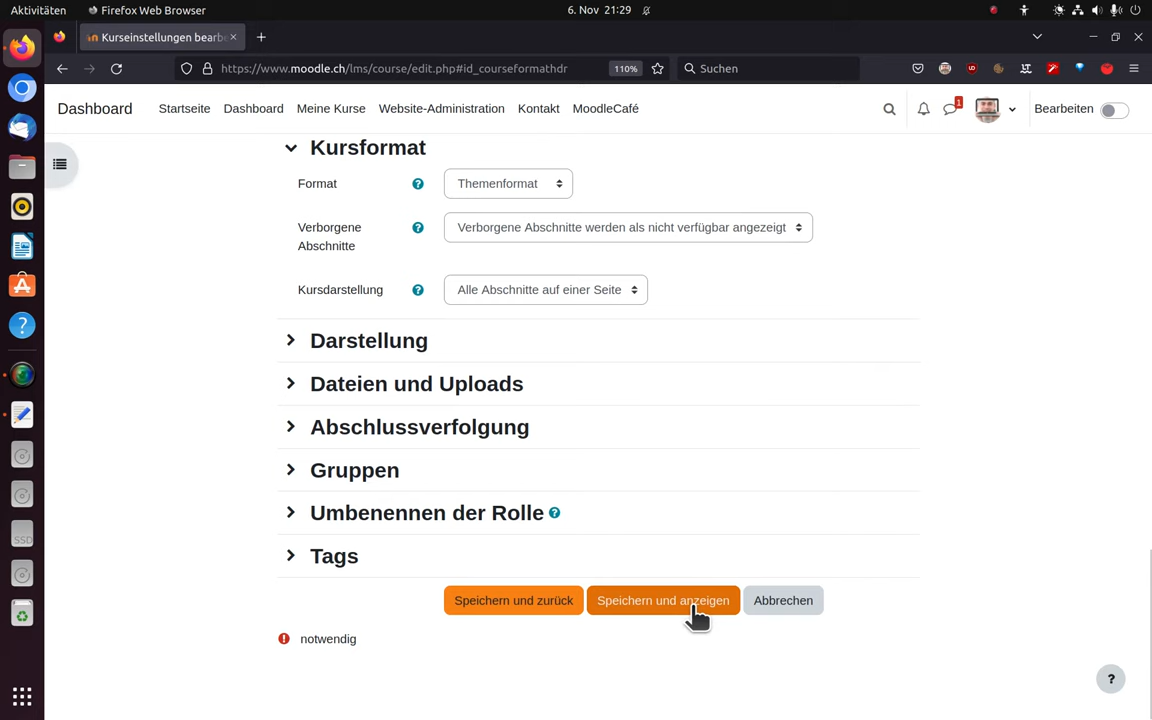 Aktivitäten
Firefox Web Browser
6. Nov 21:29
Kurseinstellungen bearb
https://www.moodle.ch/lms/course/edit.php#id_courseformathdr
110%
Suchen
Dashboard
Startseite
Dashboard
Meine Kurse
Website-Administration
Kontakt
MoodleCafé
1
Bearbeiten
Kursformat
Format
Themenformat
Verborgene
Abschnitte
Verborgene Abschnitte werden als nicht verfügbar angezeigt
Kursdarstellung
Alle Abschnitte auf einer Seite
Darstellung
Dateien und Uploads
Abschlussverfolgung
Gruppen
Umbenennen der Rolle
Tags
Speichern und zurück
Speichern und anzeigen
Abbrechen
notwendig
?
SSD